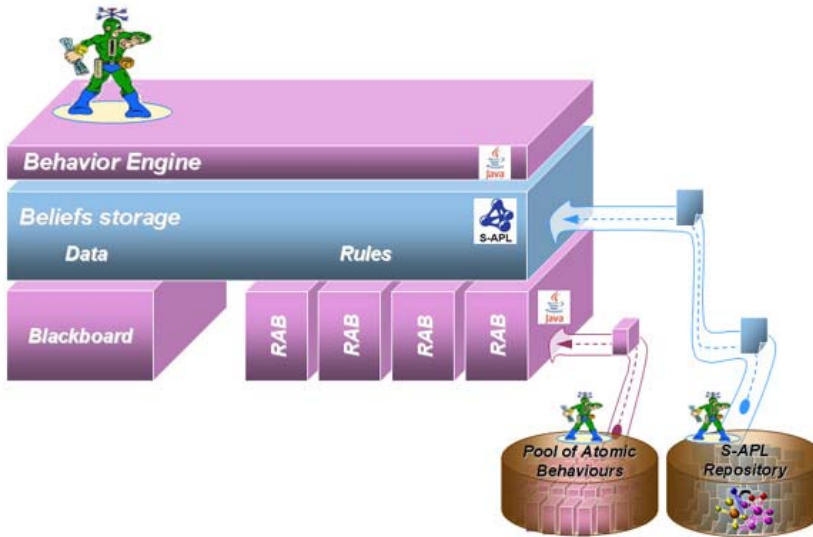 Behavior Engine
Java
Beliefs storage
S-APL
Data
Rules
Blackboard
RAB
RAB
RAB
RAB
Java
Pool of Atomic
Behaviours
S-APL
Repository